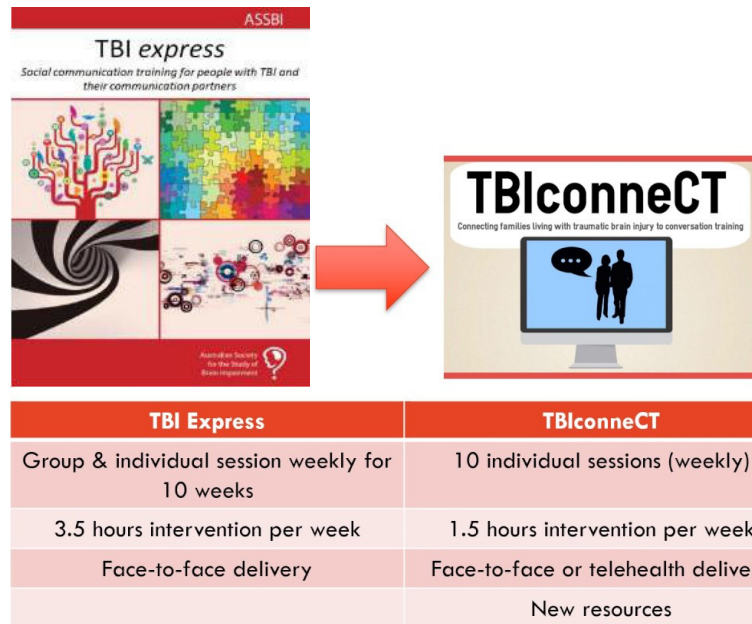 ASSBI
TBI express
Social communication training for people with TBI and
their communication partners
Australian Society
for the Study of
Brain Impairment
TBIconneCT
Connecting families living with traumatic brain injury to conversation training
TBI Express
TBIconneCT
Group & individual session weekly for
10 weeks
10 individual sessions (weekly)
3.5 hours intervention per week
1.5 hours intervention per week
Face-to-face delivery
Face-to-face or telehealth delive
New resources